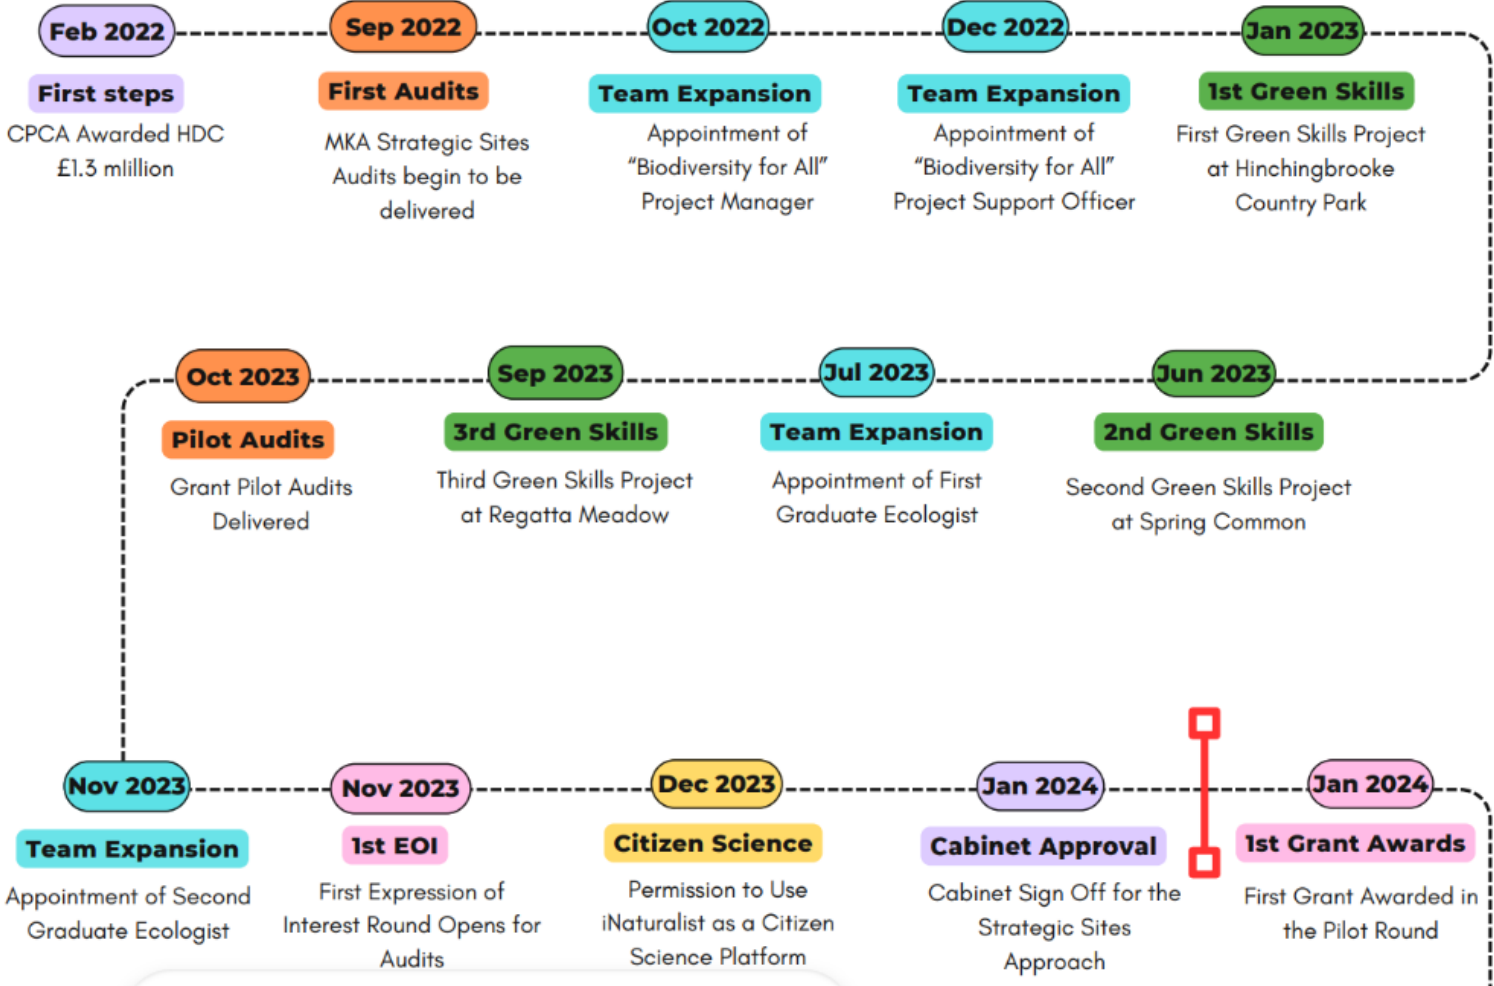 Feb 2022
First steps
CPCA Awarded HDC
£1.3 mIllion
Sep 2022
First Audits
MKA Strategic Sites
Audits begin to be
delivered
Oct 2022
Team Expansion
Appointment of
“Biodiversity for All”
Project Manager
Dec 2022
Team Expansion
Appointment of
“Biodiversity for All”
Project Support Officer
Jan 2023
1st Green Skills
First Green Skills Project
at Hinchingbrooke
Country Park
Jun 2023
2nd Green Skills
Second Green Skills Project
at Spring Common
Jul 2023
Team Expansion
Appointment of First
Graduate Ecologist
Sep 2023
3rd Green Skills
Third Green Skills Project
at Regatta Meadow
Oct 2023
Pilot Audits
Grant Pilot Audits
Delivered
Nov 2023
Team Expansion
Appointment of Second
Graduate Ecologist
Nov 2023
1st EOI
First Expression of
Interest Round Opens for
Audits
Dec 2023
Citizen Science
Permission to Use
iNaturalist as a Citizen
Science Platform
Jan 2024
Cabinet Approval
Cabinet Sign Off for the
Strategic Sites
Approach
Jan 2024
1st Grant Awards
First Grant Awarded in
the Pilot Round